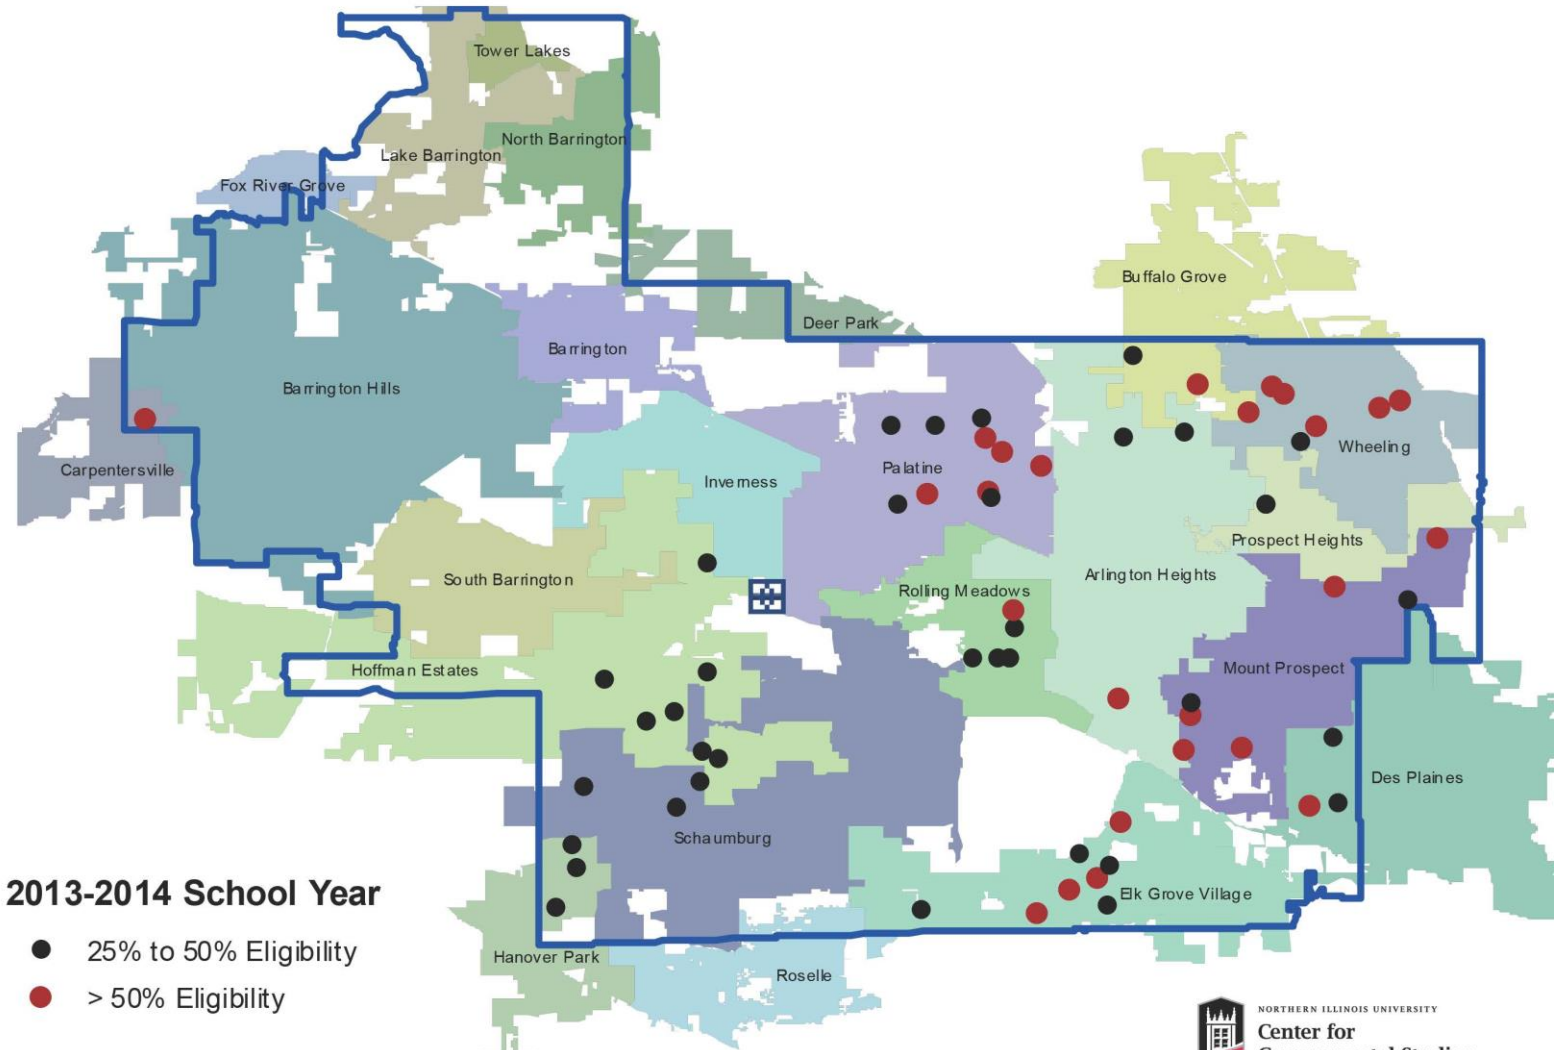 Tower Lakes
North Barrington
Lake Barrington
Fox River Grove
Buffalo Grove
Deer Park
Barrington
Barrington Hills
Wheeling
Carpentersville
Palatine
Inverness
Prospect Heights
South Barrington
Arlington Heights
Rolling Meadows
Hoffman Estates
Mount Prospect
Des Plaines
Schaumburg
2013-2014 School Year
Elk Grove Village
25% to 50% Eligibility
Hanover Park
Roselle
> 50% Eligibility
NORTHERN ILLINOIS UNIVERSITY
Center for